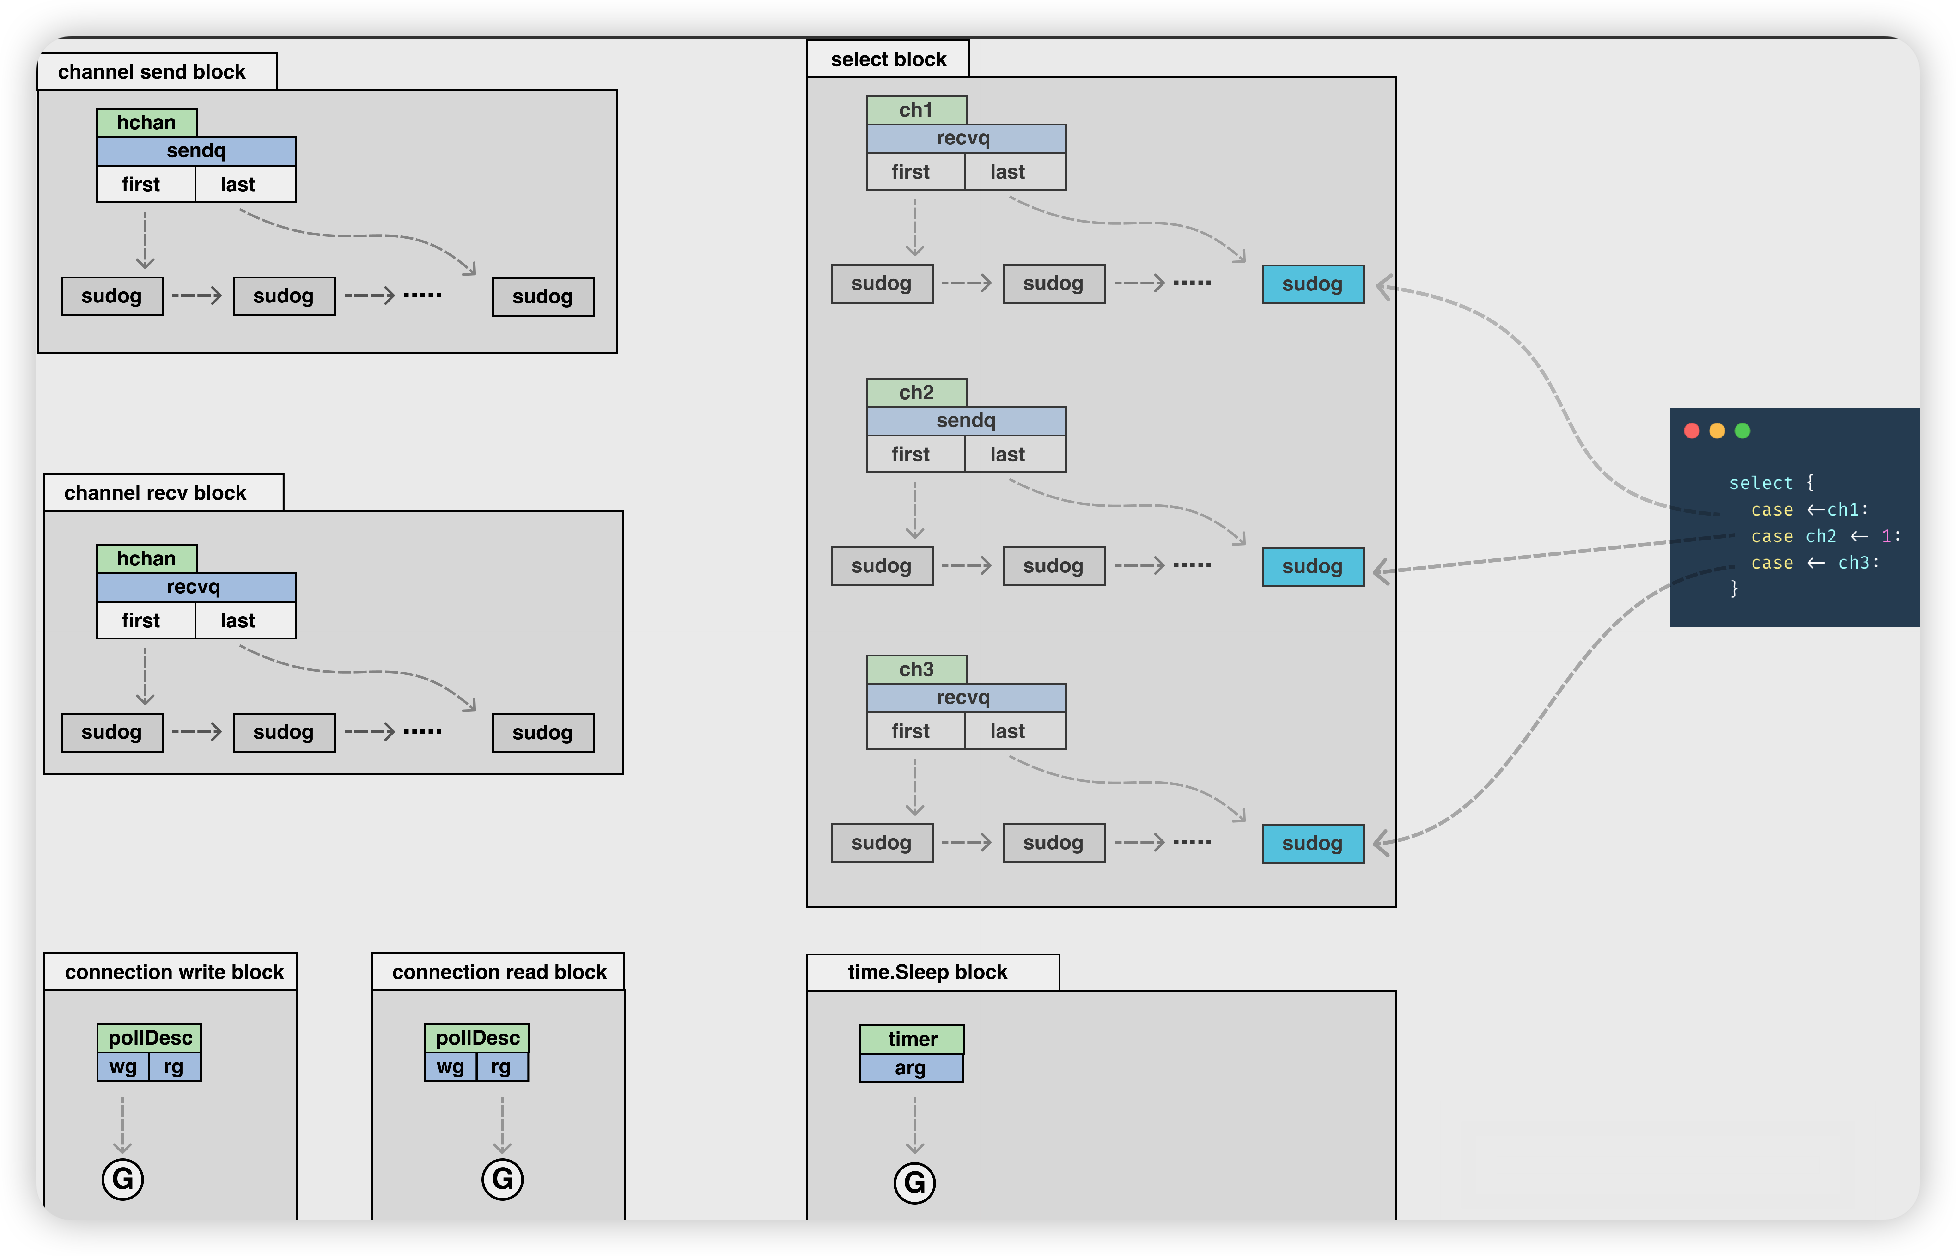 channel send block
hchan
sendq
first last
sudog sudog ····· sudog
channel recv block
hchan
recvq
first last
sudog sudog ····· sudog
select block
ch1
recvq
first last
sudog sudog ····· sudog
ch2
sendq
first last
sudog sudog ····· sudog
ch3
recvq
first last
sudog sudog ····· sudog
select {
case <-ch1:
case ch2 <- 1:
case <- ch3:
}
connection write block
pollDesc
wg rg
G
connection read block
pollDesc
wg rg
G
time.Sleep block
timer
arg
G